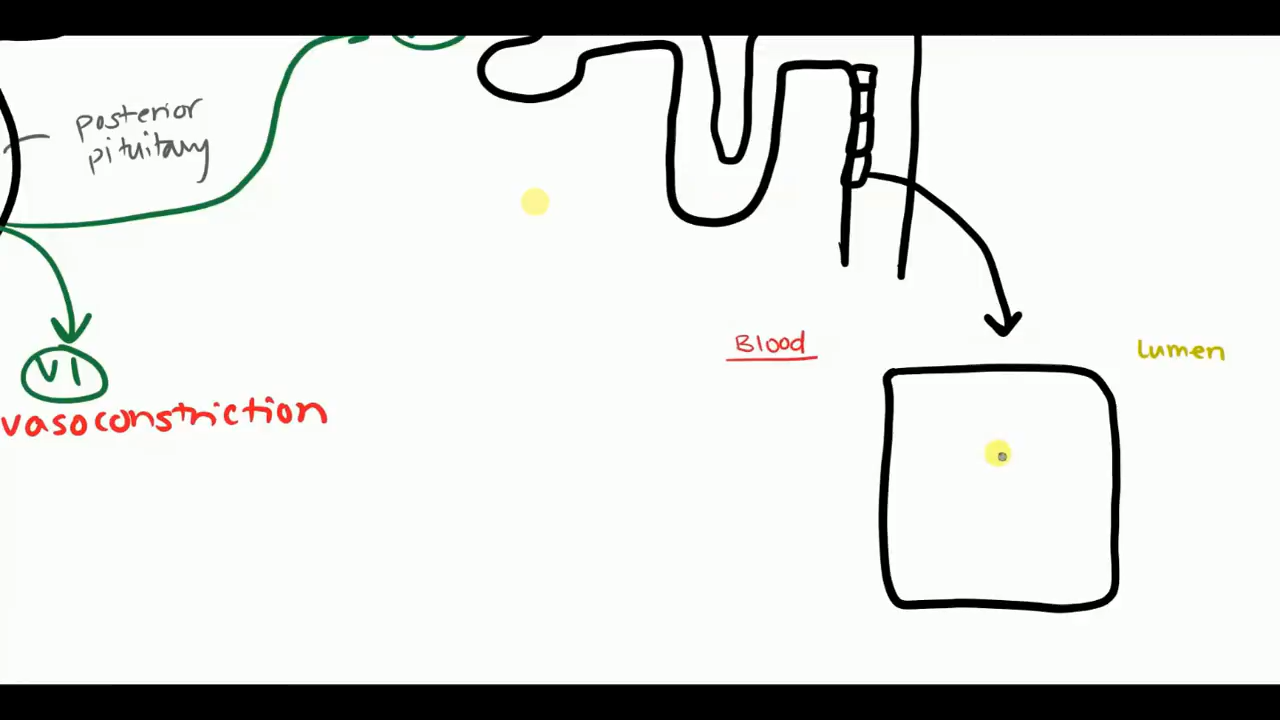 posterior
pituitary
Blood
Lumen
V1
vasoconstriction